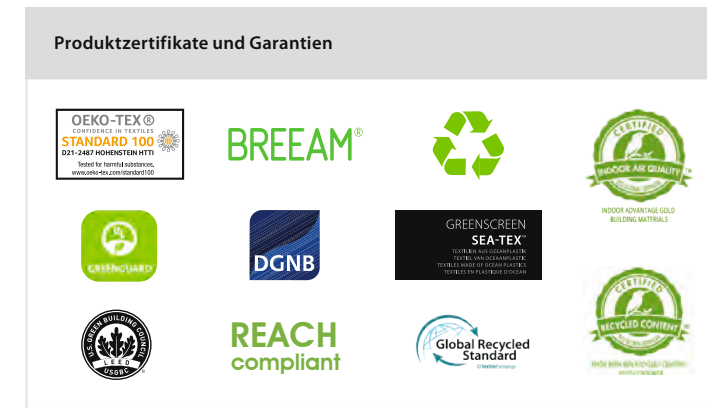 Produktzertifikate und Garantien
OEKO-TEX®
CONFIDENCE IN TEXTILES
STANDARD 100
D21-2487 HOHENSTEIN HTTI
Tested for harmful substances.
www.oeko-tex.com/standard100
BREEAM®
CERTIFIED
INDOOR AIR QUALITY
INDOOR ADVANTAGE GOLD
BUILDING MATERIALS
UL
GREENGUARD
DGNB
GREENSCREEN
SEA-TEX™
TEXTILIEN AUS OZEANPLASTIK
TEXTIEL VAN OCEAANPLASTIC
TEXTILES MADE OF OCEAN PLASTICS
TEXTILES EN PLASTIQUE D'OCÉAN
U.S. GREEN BUILDING COUNCIL
LEED
USGBC
REACH
compliant
Global Recycled
Standard
CERTIFIED
RECYCLED CONTENT